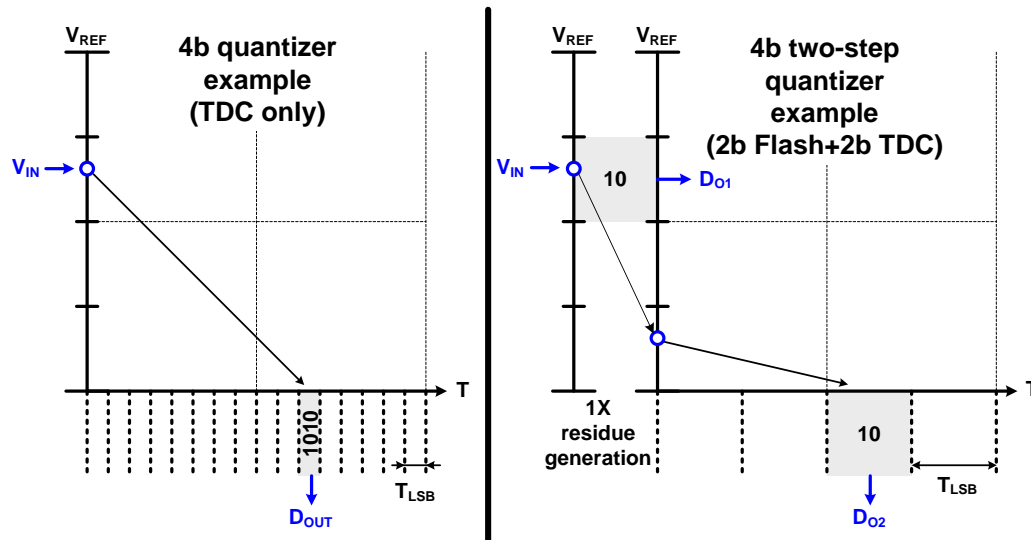 VREF
4b quantizer
example
(TDC only)
VIN
T
1010
TLSB
DOUT
VREF
VREF
4b two-step
quantizer
example
(2b Flash+2b TDC)
VIN
10
DO1
T
1X
residue
generation
10
TLSB
DO2